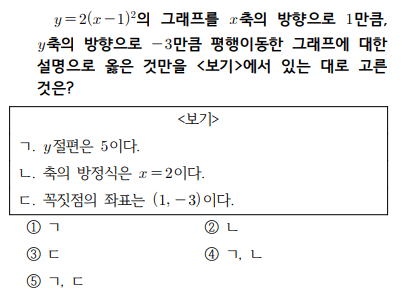 y=2(x-1)²의 그래프를 x축의 방향으로 1만큼,
y축의 방향으로 -3만큼 평행이동한 그래프에 대한
설명으로 옳은 것만을 <보기>에서 있는 대로 고른
것은?
<보기>
ㄱ. y절편은 5이다.
ㄴ. 축의 방정식은 x=2이다.
ㄷ. 꼭짓점의 좌표는 (1, -3)이다.
① ㄱ ② ㄴ
③ ㄷ ④ ㄱ, ㄴ
⑤ ㄱ, ㄷ